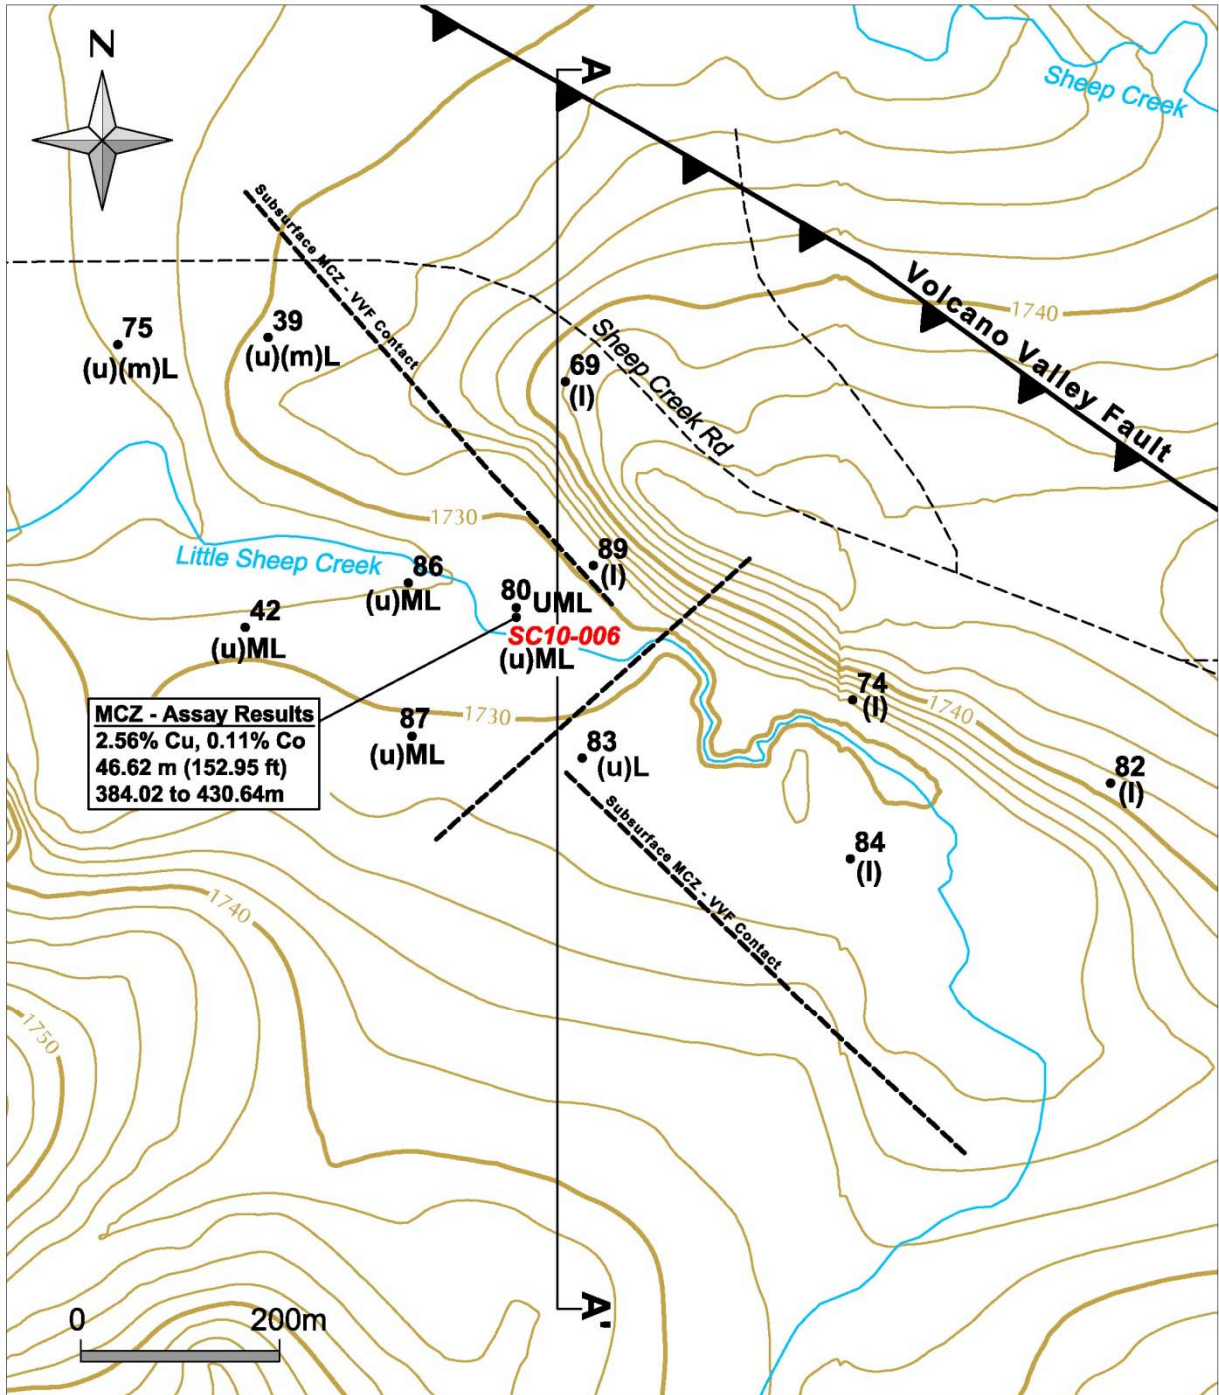 N
A
Sheep Creek
Subsurface MCZ - VVF Contact
Volcano Valley Fault
1740
75
(u)(m)L
39
(u)(m)L
Sheep Creek Rd
69
(l)
1730
Little Sheep Creek
86
(u)ML
89
(l)
80 UML
SC10-006
(u)ML
42
(u)ML
MCZ - Assay Results
2.56% Cu, 0.11% Co
46.62 m (152.95 ft)
384.02 to 430.64m
1730
87
(u)ML
83
(u)L
74
(l)
1740
82
(l)
Subsurface MCZ - VVF Contact
84
(l)
1740
1750
0 200m
A'